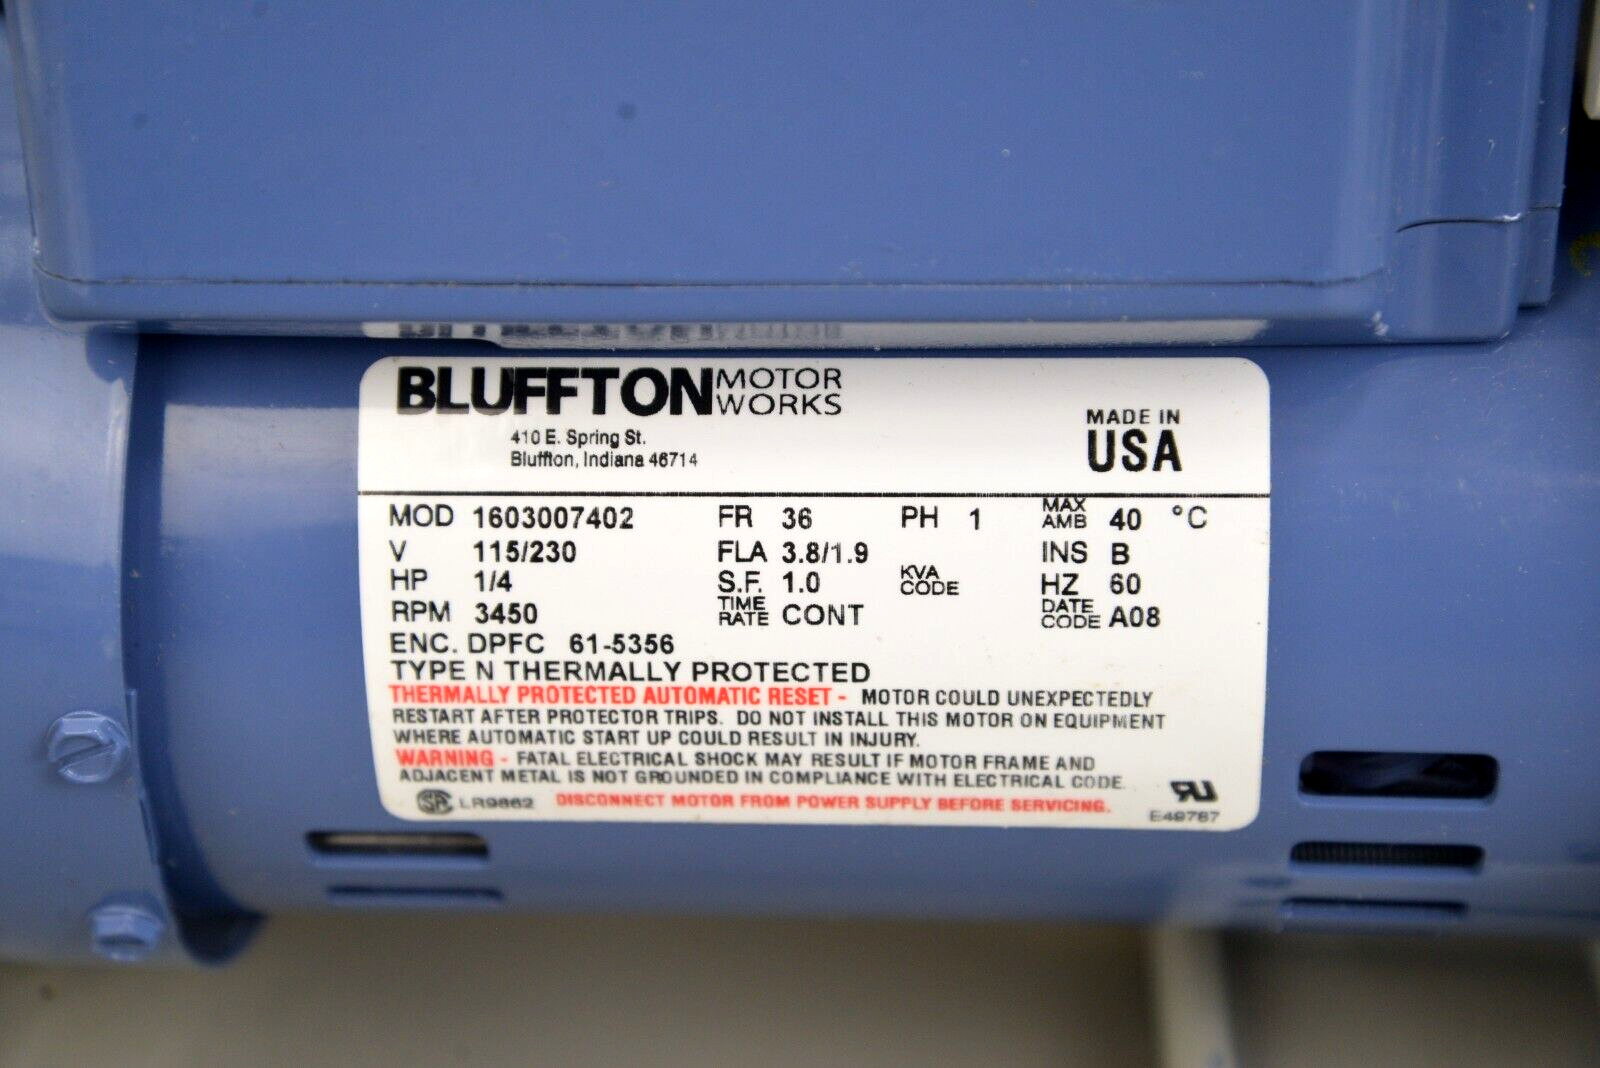 BLUFFTON MOTOR WORKS
410 E. Spring St.
Bluffton, Indiana 46714
MADE IN
USA
MOD 1603007402 FR 36 PH 1 MAX AMB 40 °C
V 115/230 FLA 3.8/1.9 INS B
HP 1/4 S.F. 1.0 KVA CODE HZ 60
RPM 3450 TIME RATE CONT DATE CODE A08
ENC. DPFC 61-5356
TYPE N THERMALLY PROTECTED
THERMALLY PROTECTED AUTOMATIC RESET - MOTOR COULD UNEXPECTEDLY
RESTART AFTER PROTECTOR TRIPS. DO NOT INSTALL THIS MOTOR ON EQUIPMENT
WHERE AUTOMATIC START UP COULD RESULT IN INJURY.
WARNING - FATAL ELECTRICAL SHOCK MAY RESULT IF MOTOR FRAME AND
ADJACENT METAL IS NOT GROUNDED IN COMPLIANCE WITH ELECTRICAL CODE.
SA LR9862 DISCONNECT MOTOR FROM POWER SUPPLY BEFORE SERVICING.
RU
E49767